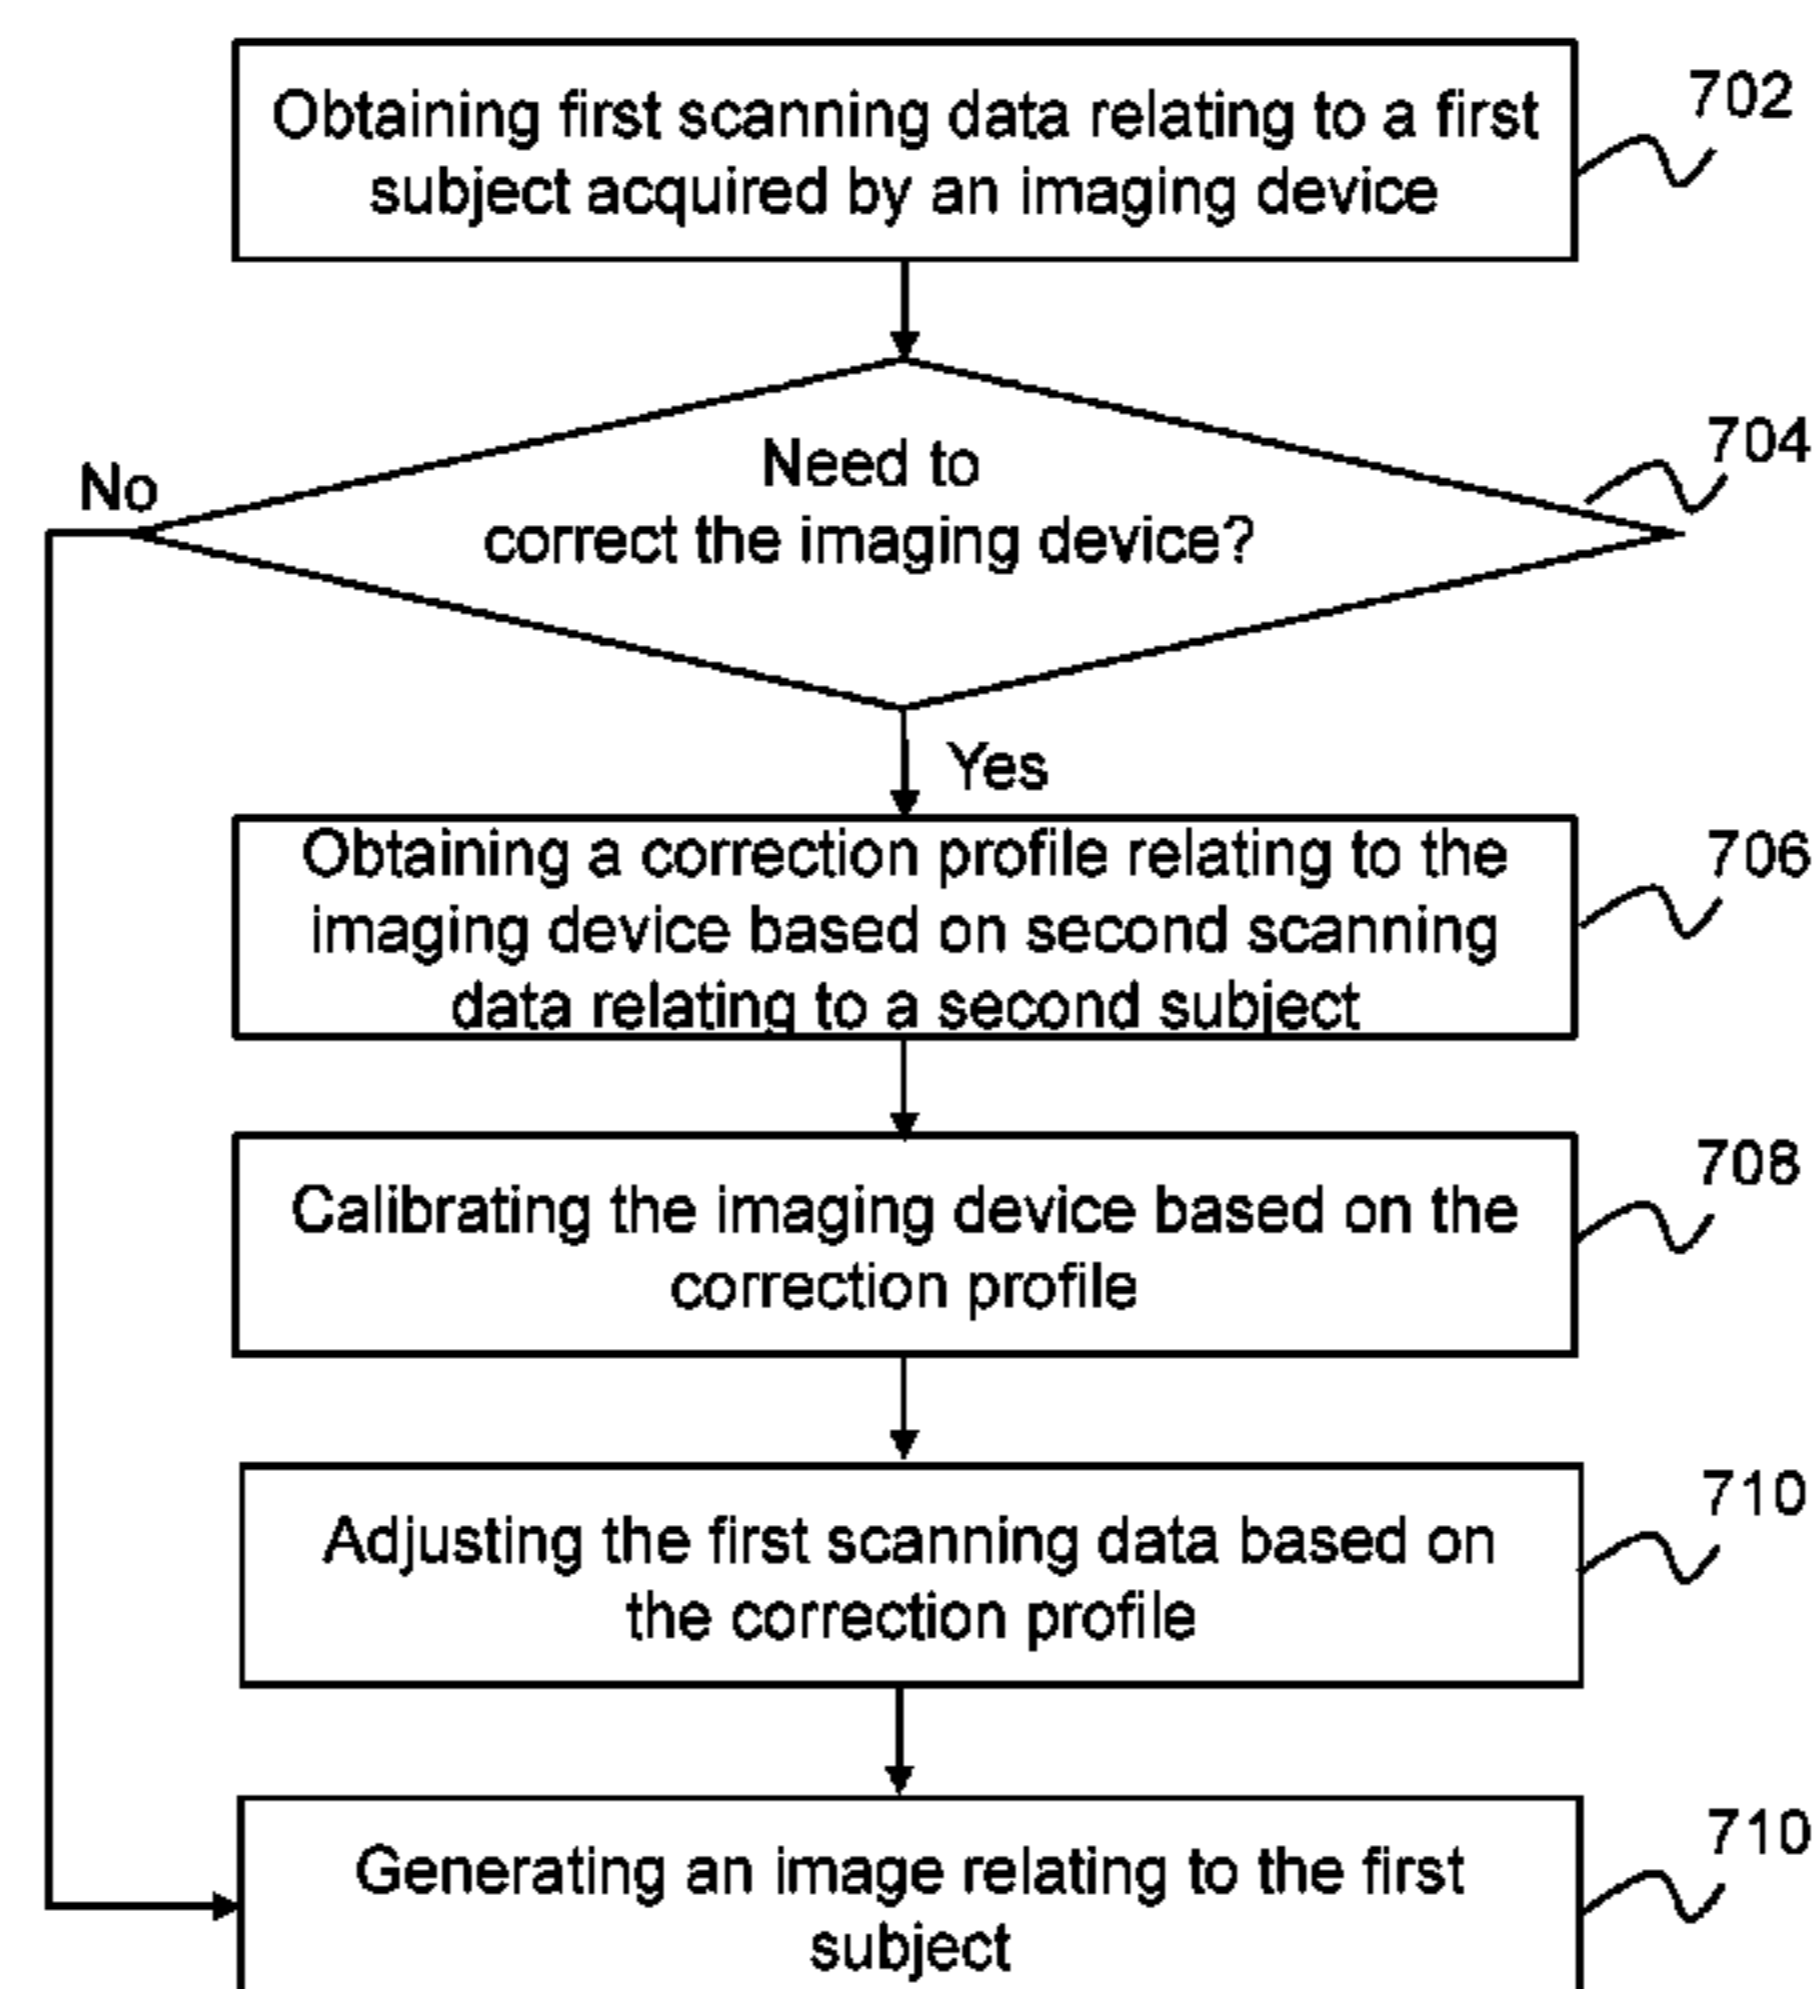 Obtaining first scanning data relating to a first
subject acquired by an imaging device
702
Need to
correct the imaging device?
704
No
Yes
Obtaining a correction profile relating to the
imaging device based on second scanning
data relating to a second subject
706
Calibrating the imaging device based on the
correction profile
708
Adjusting the first scanning data based on
the correction profile
710
Generating an image relating to the first
subject
710